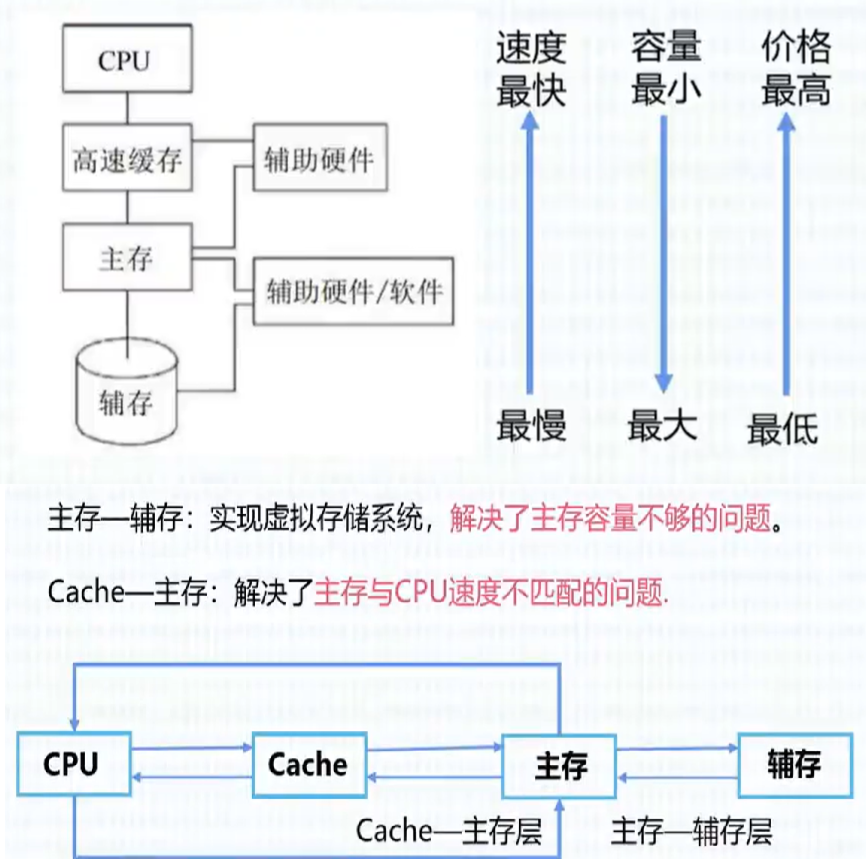 CPU
高速缓存
辅助硬件
主存
辅助硬件/软件
辅存
速度 容量 价格
最快 最小 最高
最慢 最大 最低
主存—辅存：实现虚拟存储系统，解决了主存容量不够的问题。
Cache—主存：解决了主存与CPU速度不匹配的问题.
CPU Cache 主存 辅存
Cache—主存层 主存—辅存层